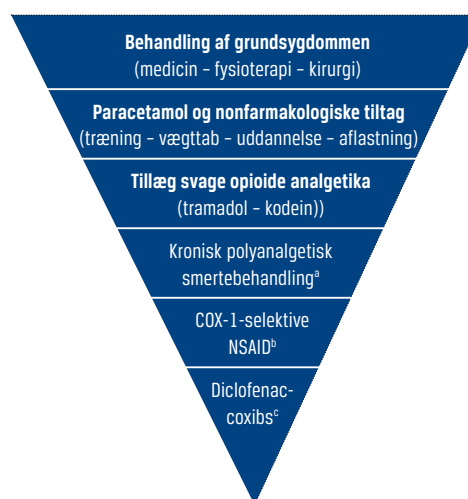 Behandling af grundsygdommen
(medicin – fysioterapi – kirurgi)
Paracetamol og nonfarmakologiske tiltag
(træning – vægttab – uddannelse – aflastning)
Tillæg svage opioide analgetika
(tramadol – kodein))
Kronisk polyanalgetisk
smertebehandlingᵃ
COX-1-selektive
NSAIDᵇ
Diclofenac-
coxibsᶜ